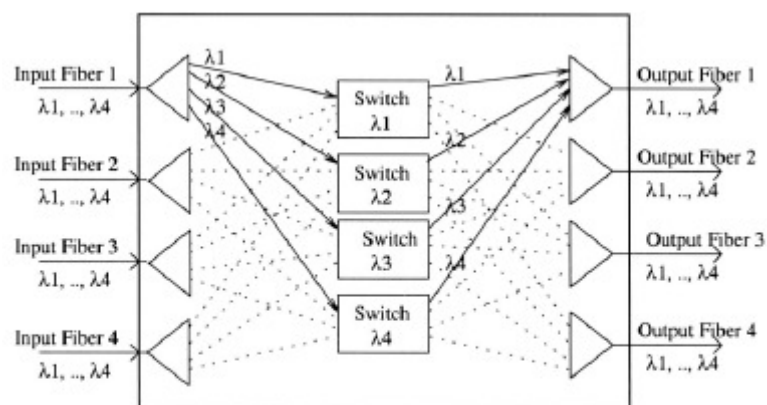 Input Fiber 1
λ1, .., λ4
Input Fiber 2
λ1, .., λ4
Input Fiber 3
λ1, .., λ4
Input Fiber 4
λ1, .., λ4
λ1
λ2
λ3
λ4
Switch
λ1
Switch
λ2
Switch
λ3
Switch
λ4
λ1
λ2
λ3
λ4
Output Fiber 1
λ1, .., λ4
Output Fiber 2
λ1, .., λ4
Output Fiber 3
λ1, .., λ4
Output Fiber 4
λ1, .., λ4